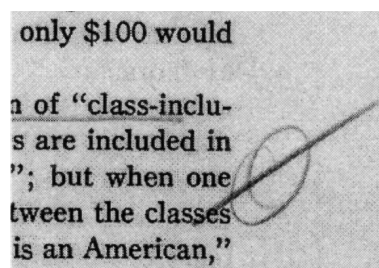 only $100 would
of “class-inclu-
s are included in
”; but when one
tween the classes
is an American,”